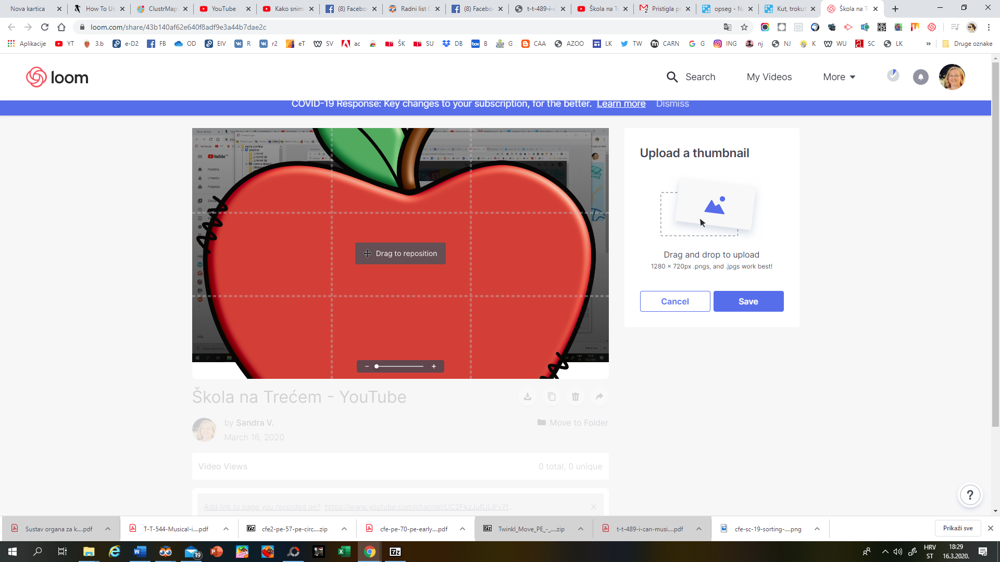 Nova kartica
How To Us
ClustrMap
YouTube
Kako snimi
(8) Facebo
Radni list
(8) Facebo
t-t-489-i-c
Škola na T
Pristigla p
opseg - N
Kut, trokut
Škola na T
loom.com/share/43b140af62e640f8adf9e3a44b7dae2c
Aplikacije YT 3.b e-D2 FB OD EIV R r2 eT SV ac ŠK SU DB B G CAA AZOO LK TW CARN G ING nj NJ K WU SC LK » Druge oznake
loom
Search My Videos More
COVID-19 Response: Key changes to your subscription, for the better. Learn more Dismiss
Upload a thumbnail
Drag to reposition
Drag and drop to upload
1280 × 720px .pngs, and .jpgs work best!
Cancel Save
Škola na Trećem - YouTube
by Sandra V.
Move to Folder
March 16, 2020
Video Views 0 total, 0 unique
Add link to page you recorded on? https://www.youtube.com/channel/UC2FkzJufULIFv7f...
?
Sustav organa za k....pdf
T-T-544-Musical-i....pdf
cfe2-pe-57-pe-circ....zip
cfe-pe-70-pe-early....pdf
Twinkl_Move_PE_-_....zip
t-t-489-i-can-musi....pdf
cfe-sc-19-sorting-....png
Prikaži sve
19
HRV
ST
18:29
16.3.2020.